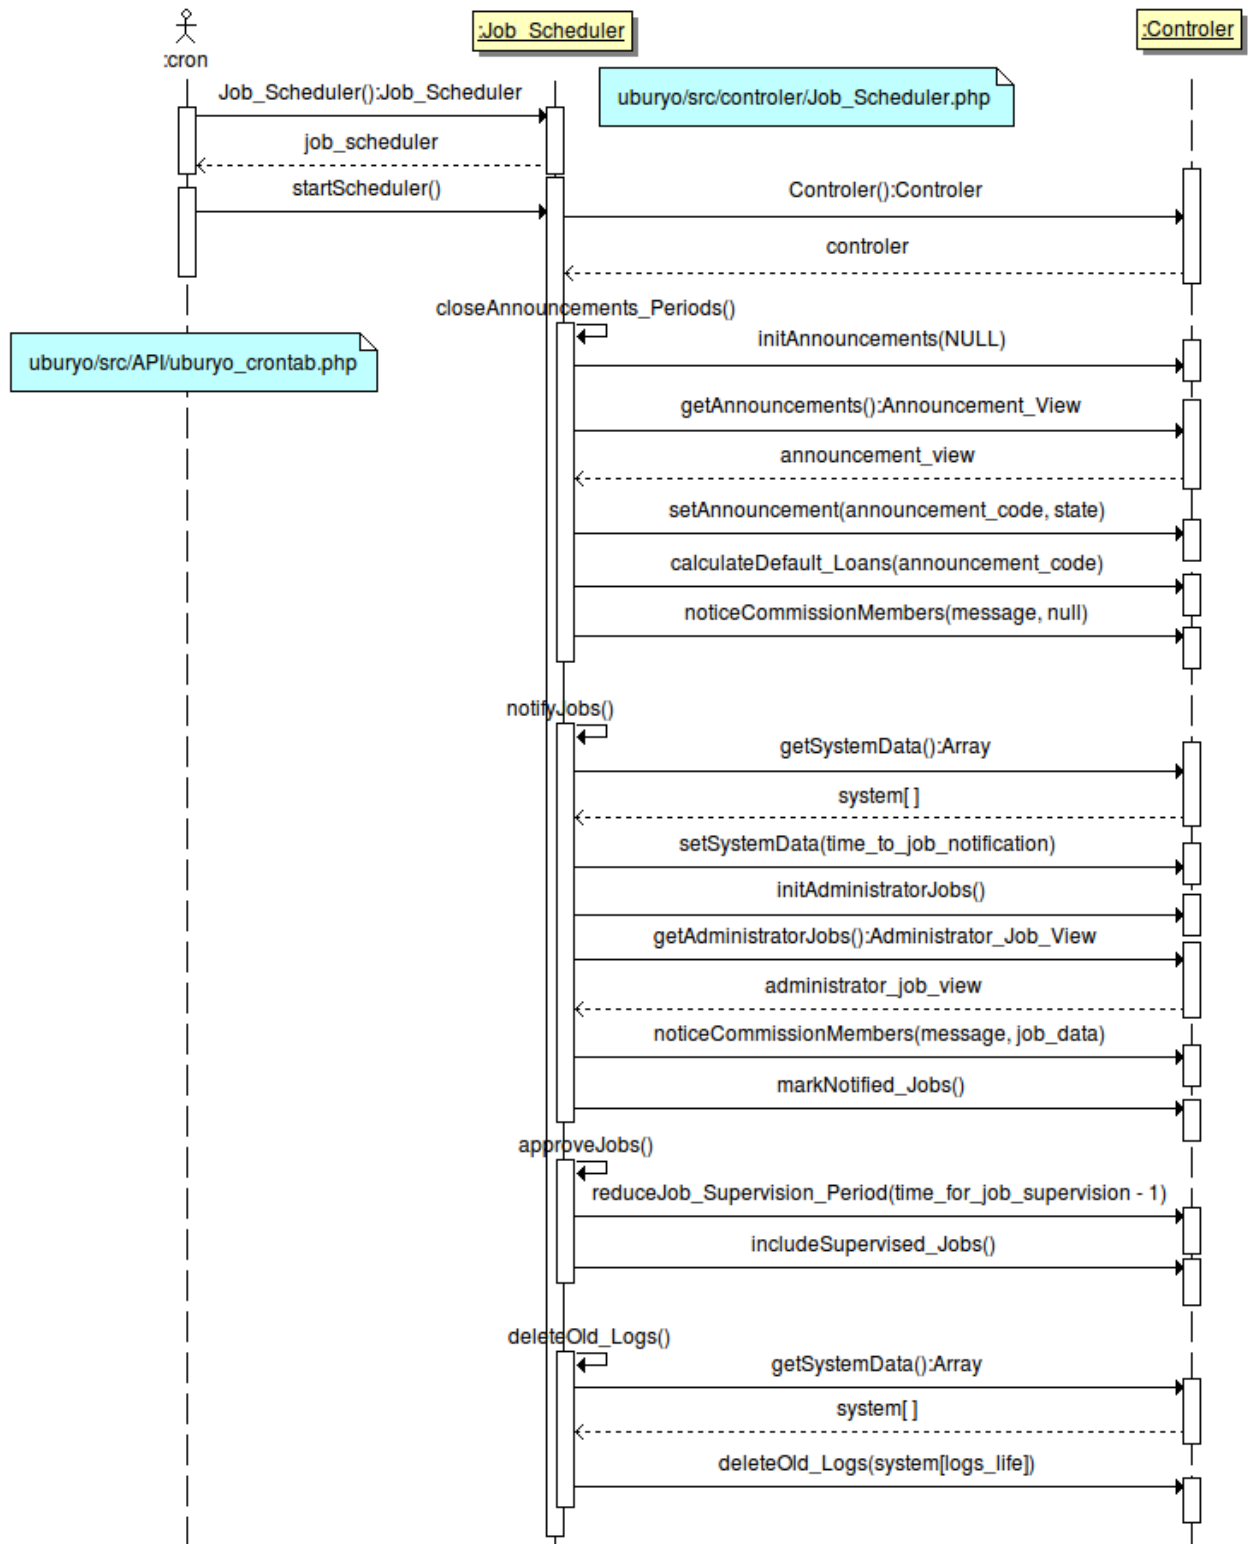 :Job_Scheduler
:Controler
:cron
Job_Scheduler():Job_Scheduler
uburyo/src/controler/Job_Scheduler.php
job_scheduler
startScheduler()
Controler():Controler
controler
closeAnnouncements_Periods()
initAnnouncements(NULL)
uburyo/src/API/uburyo_crontab.php
getAnnouncements():Announcement_View
announcement_view
setAnnouncement(announcement_code, state)
calculateDefault_Loans(announcement_code)
noticeCommissionMembers(message, null)
notifyJobs()
getSystemData():Array
system[ ]
setSystemData(time_to_job_notification)
initAdministratorJobs()
getAdministratorJobs():Administrator_Job_View
administrator_job_view
noticeCommissionMembers(message, job_data)
markNotified_Jobs()
approveJobs()
reduceJob_Supervision_Period(time_for_job_supervision - 1)
includeSupervised_Jobs()
deleteOld_Logs()
getSystemData():Array
system[ ]
deleteOld_Logs(system[logs_life])